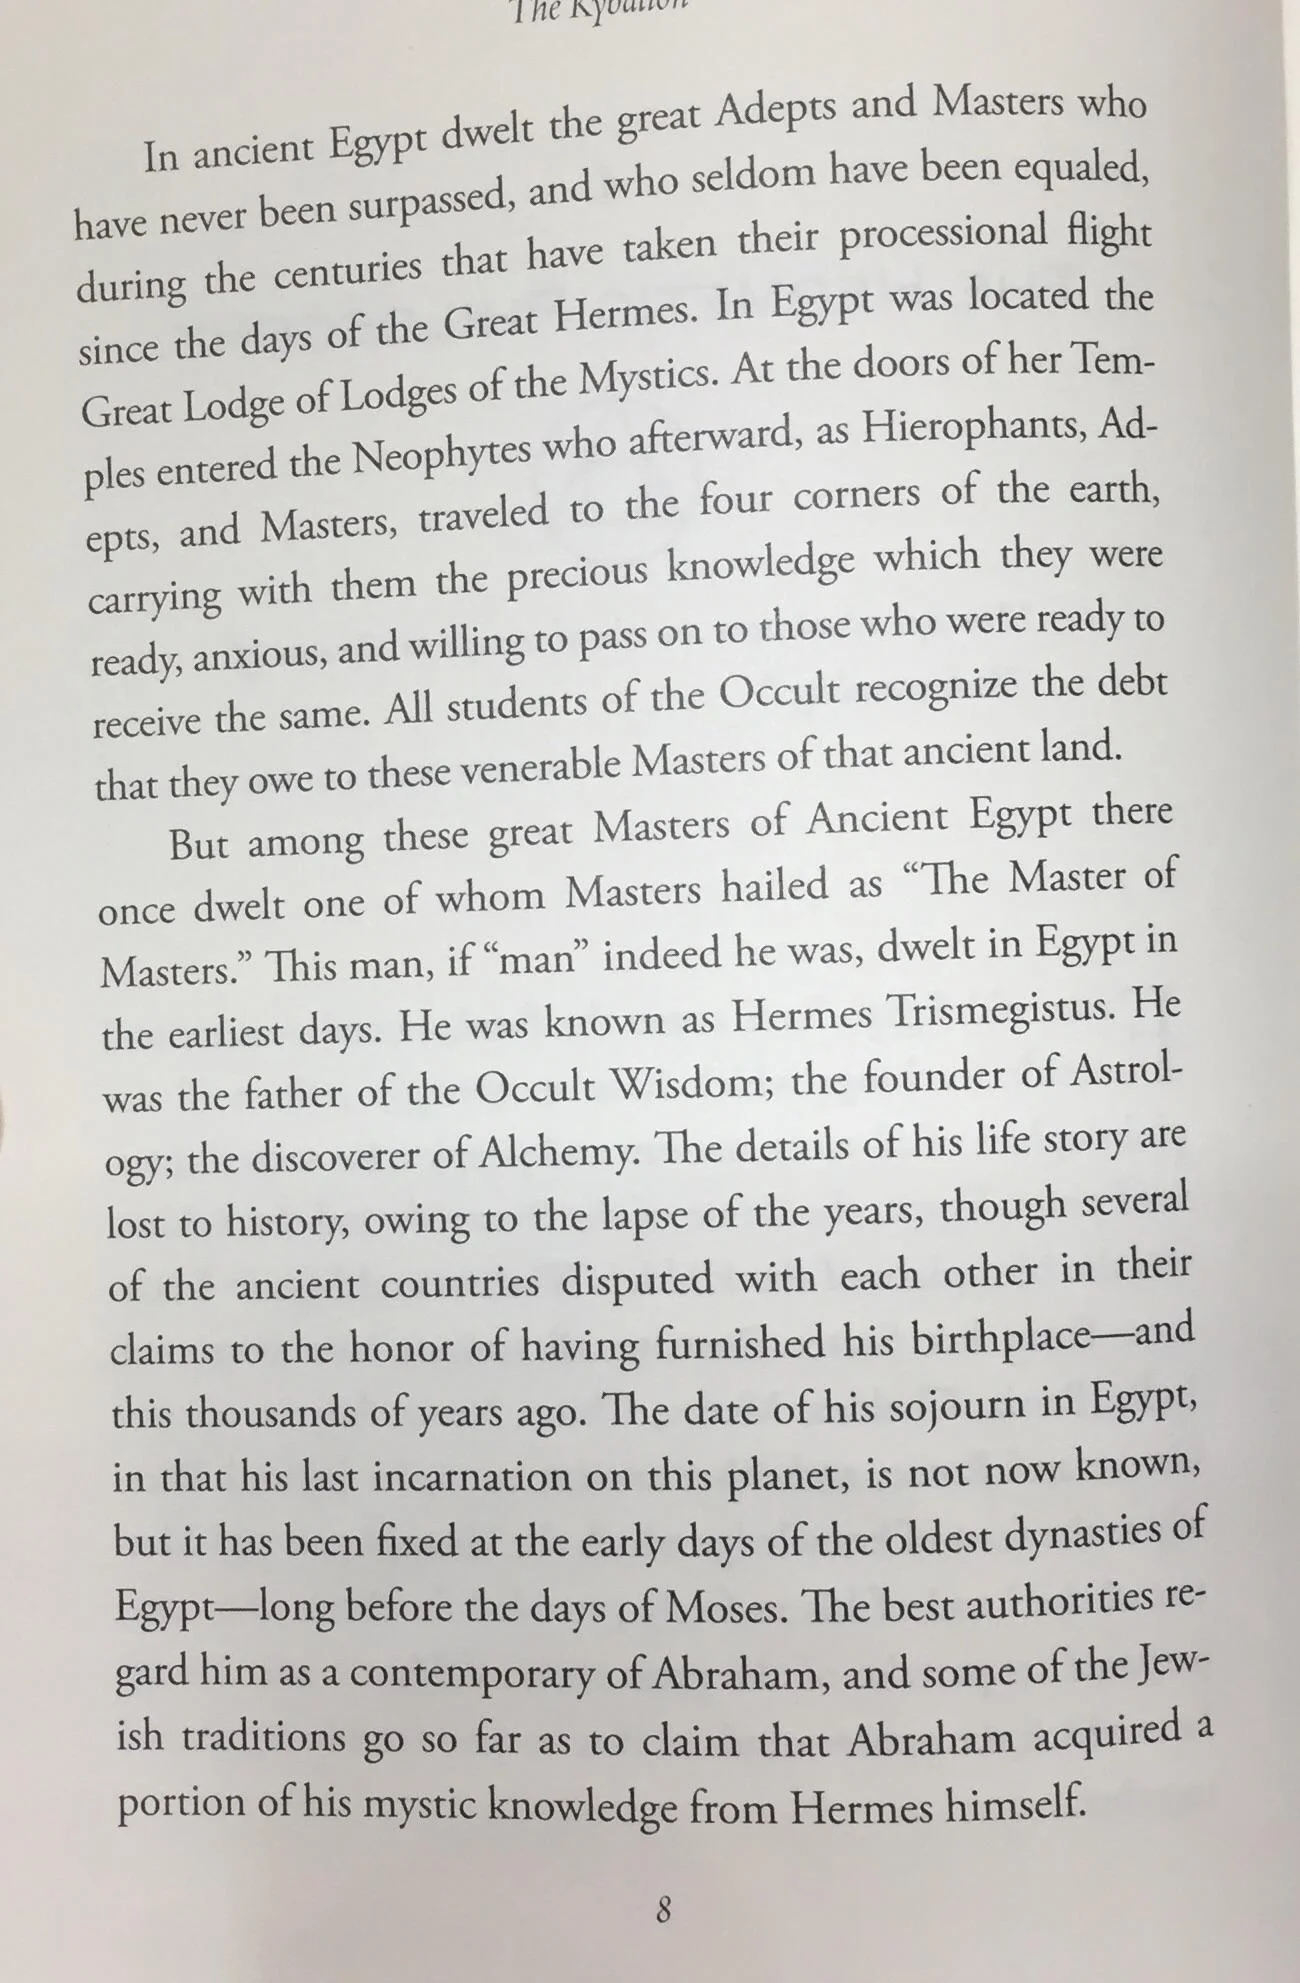 The Kybalion
In ancient Egypt dwelt the great Adepts and Masters who
have never been surpassed, and who seldom have been equaled,
during the centuries that have taken their processional flight
since the days of the Great Hermes. In Egypt was located the
Great Lodge of Lodges of the Mystics. At the doors of her Tem-
ples entered the Neophytes who afterward, as Hierophants, Ad-
epts, and Masters, traveled to the four corners of the earth,
carrying with them the precious knowledge which they were
ready, anxious, and willing to pass on to those who were ready to
receive the same. All students of the Occult recognize the debt
that they owe to these venerable Masters of that ancient land.
But among these great Masters of Ancient Egypt there
once dwelt one of whom Masters hailed as “The Master of
Masters.” This man, if “man” indeed he was, dwelt in Egypt in
the earliest days. He was known as Hermes Trismegistus. He
was the father of the Occult Wisdom; the founder of Astrol-
ogy; the discoverer of Alchemy. The details of his life story are
lost to history, owing to the lapse of the years, though several
of the ancient countries disputed with each other in their
claims to the honor of having furnished his birthplace—and
this thousands of years ago. The date of his sojourn in Egypt,
in that his last incarnation on this planet, is not now known,
but it has been fixed at the early days of the oldest dynasties of
Egypt—long before the days of Moses. The best authorities re-
gard him as a contemporary of Abraham, and some of the Jew-
ish traditions go so far as to claim that Abraham acquired a
portion of his mystic knowledge from Hermes himself.
8